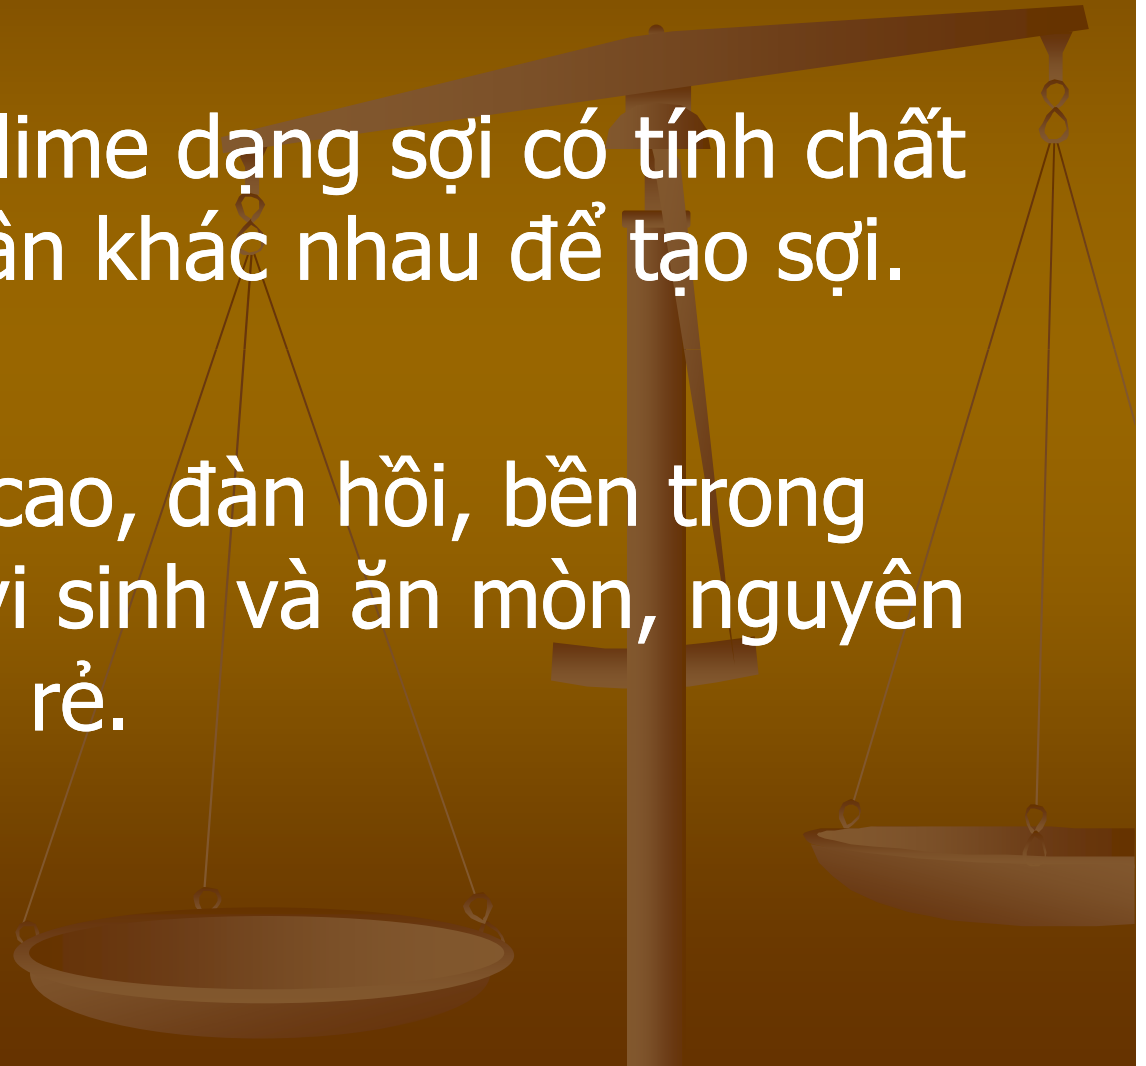 lime dạng sợi có tính chất
ân khác nhau để tạo sợi.
cao, đàn hồi, bền trong
vi sinh và ăn mòn, nguyên
rẻ.